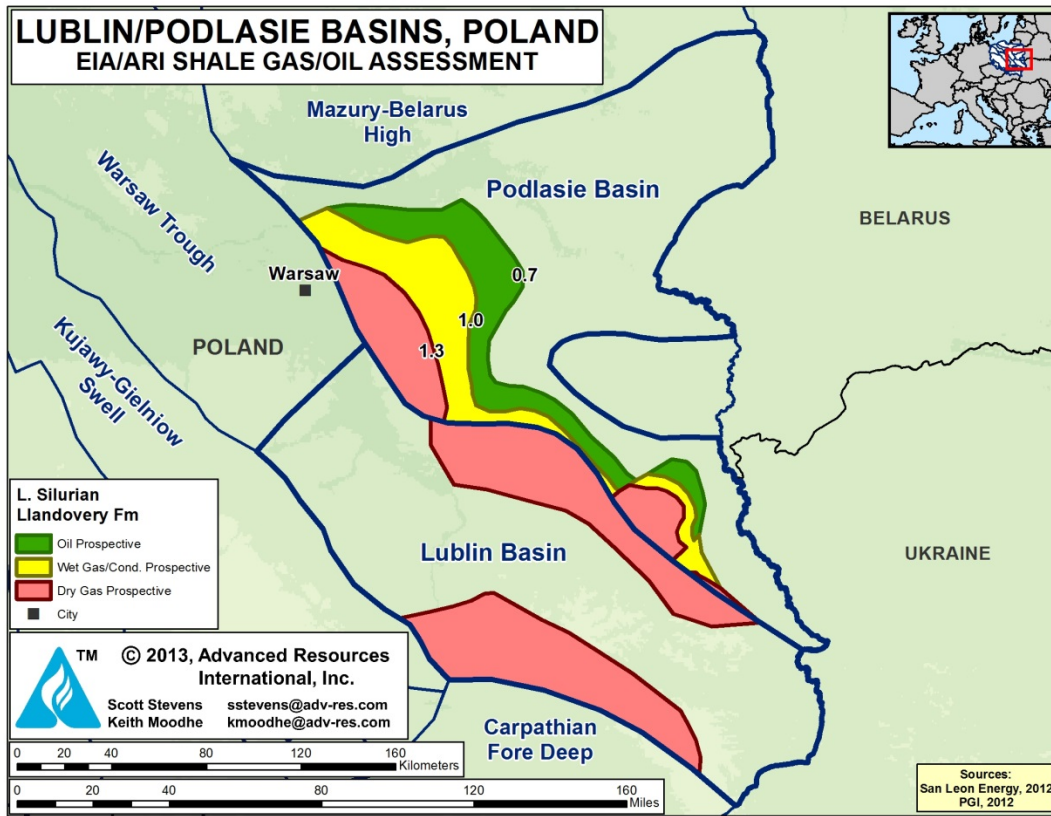 LUBLIN/PODLASIE BASINS, POLAND
EIA/ARI SHALE GAS/OIL ASSESSMENT
Mazury-Belarus
High
Podlasie Basin
BELARUS
Warsaw Trough
Warsaw
0.7
1.0
1.3
POLAND
Kujawy-Gielniow
Swell
L. Silurian
Llandovery Fm
Oil Prospective
Wet Gas/Cond. Prospective
Dry Gas Prospective
City
Lublin Basin
UKRAINE
TM
© 2013, Advanced Resources
International, Inc.
Scott Stevens sstevens@adv-res.com
Keith Moodhe kmoodhe@adv-res.com
Carpathian
Fore Deep
0 20 40 80 120 160
Kilometers
0 20 40 80 120 160
Miles
Sources:
San Leon Energy, 2012
PGI, 2012